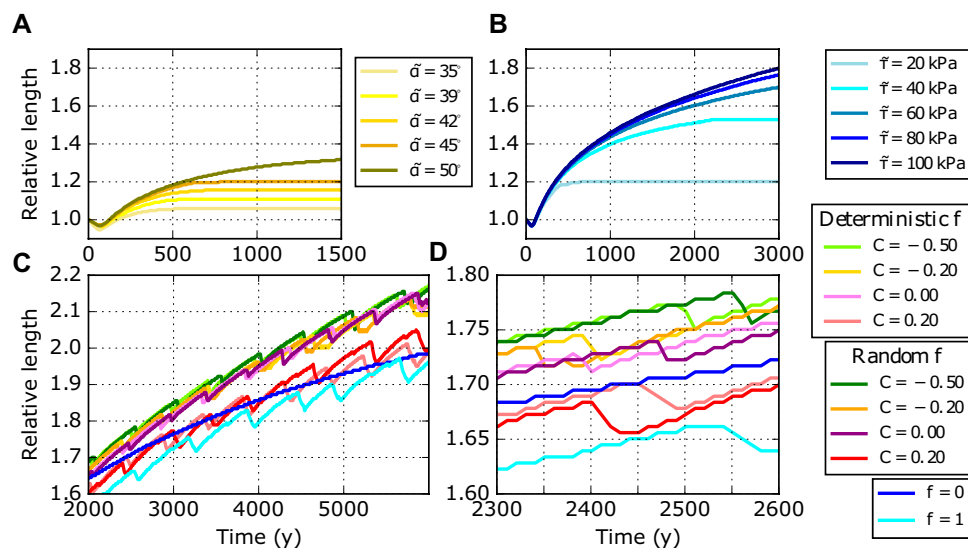 A
B
Relative length
1.8
1.6
1.4
1.2
1.0
0 500 1000 1500
α̃ = 35°
α̃ = 39°
α̃ = 42°
α̃ = 45°
α̃ = 50°
1.8
1.6
1.4
1.2
1.0
0 1000 2000 3000
τ̃ = 20 kPa
τ̃ = 40 kPa
τ̃ = 60 kPa
τ̃ = 80 kPa
τ̃ = 100 kPa
C
D
Relative length
2.2
2.1
2.0
1.9
1.8
1.7
1.6
2000 3000 4000 5000
Time (y)
1.80
1.75
1.70
1.65
1.60
2300 2400 2500 2600
Time (y)
Deterministic f
C = −0.50
C = −0.20
C = 0.00
C = 0.20
Random f
C = −0.50
C = −0.20
C = 0.00
C = 0.20
f = 0
f = 1